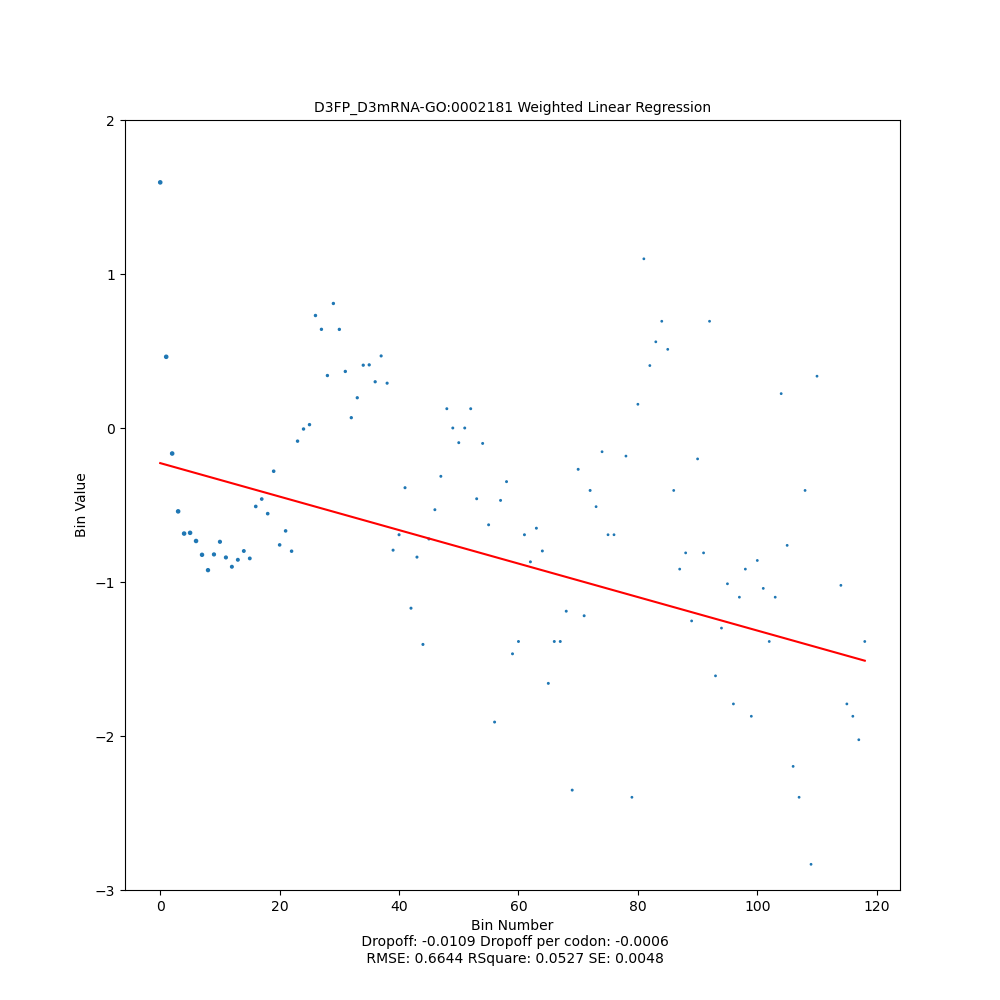 D3FP_D3mRNA-GO:0002181 Weighted Linear Regression
2
1
0
−1
−2
−3
Bin Value
0 20 40 60 80 100 120
Bin Number
Dropoff: -0.0109 Dropoff per codon: -0.0006
RMSE: 0.6644 RSquare: 0.0527 SE: 0.0048